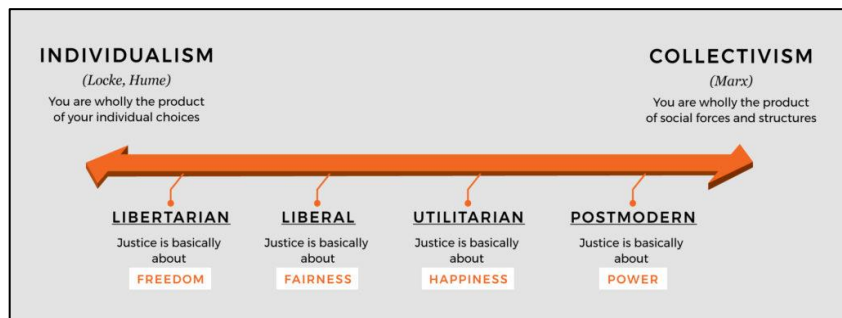 INDIVIDUALISM
(Locke, Hume)
You are wholly the product
of your individual choices
COLLECTIVISM
(Marx)
You are wholly the product
of social forces and structures
LIBERTARIAN
Justice is basically
about
FREEDOM
LIBERAL
Justice is basically
about
FAIRNESS
UTILITARIAN
Justice is basically
about
HAPPINESS
POSTMODERN
Justice is basically
about
POWER